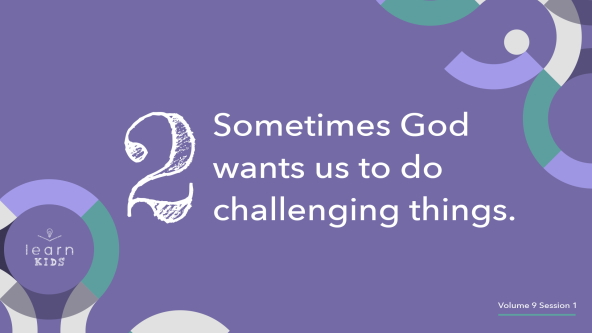 2
Sometimes God
wants us to do
challenging things.
learn
KIDS
Volume 9 Session 1